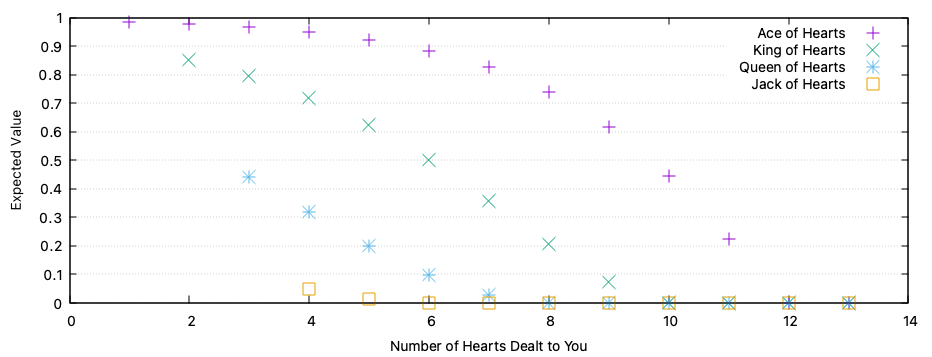 1
0.9
0.8
0.7
0.6
0.5
0.4
0.3
0.2
0.1
0
Expected Value
Ace of Hearts
King of Hearts
Queen of Hearts
Jack of Hearts
0 2 4 6 8 10 12 14
Number of Hearts Dealt to You